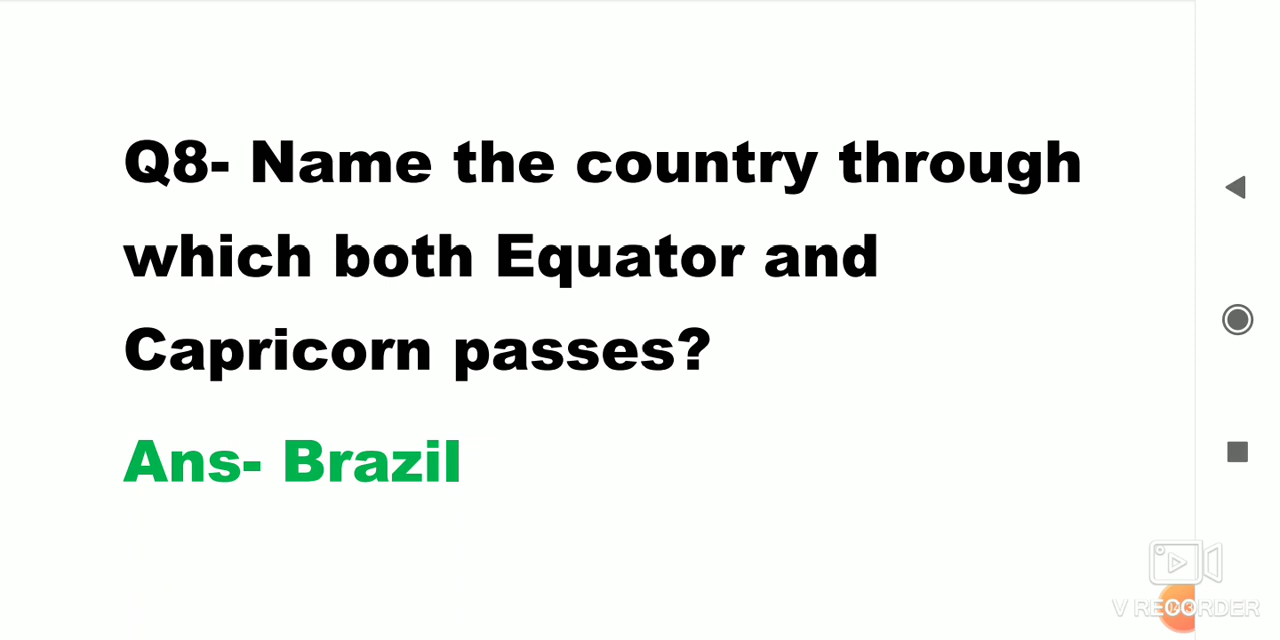 Q8- Name the country through
which both Equator and
Capricorn passes?
Ans- Brazil
V RECORDER